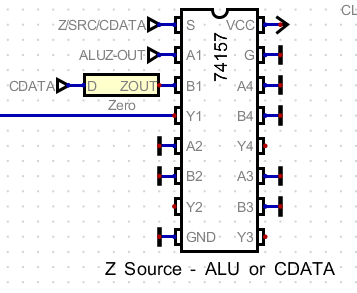 CL
Z/SRC/CDATA S VCC
ALUZ-OUT A1 74157 G
CDATA D ZOUT B1 A4
Zero
Y1 B4
A2 Y4
B2 A3
Y2 B3
GND Y3
Z Source - ALU or CDATA